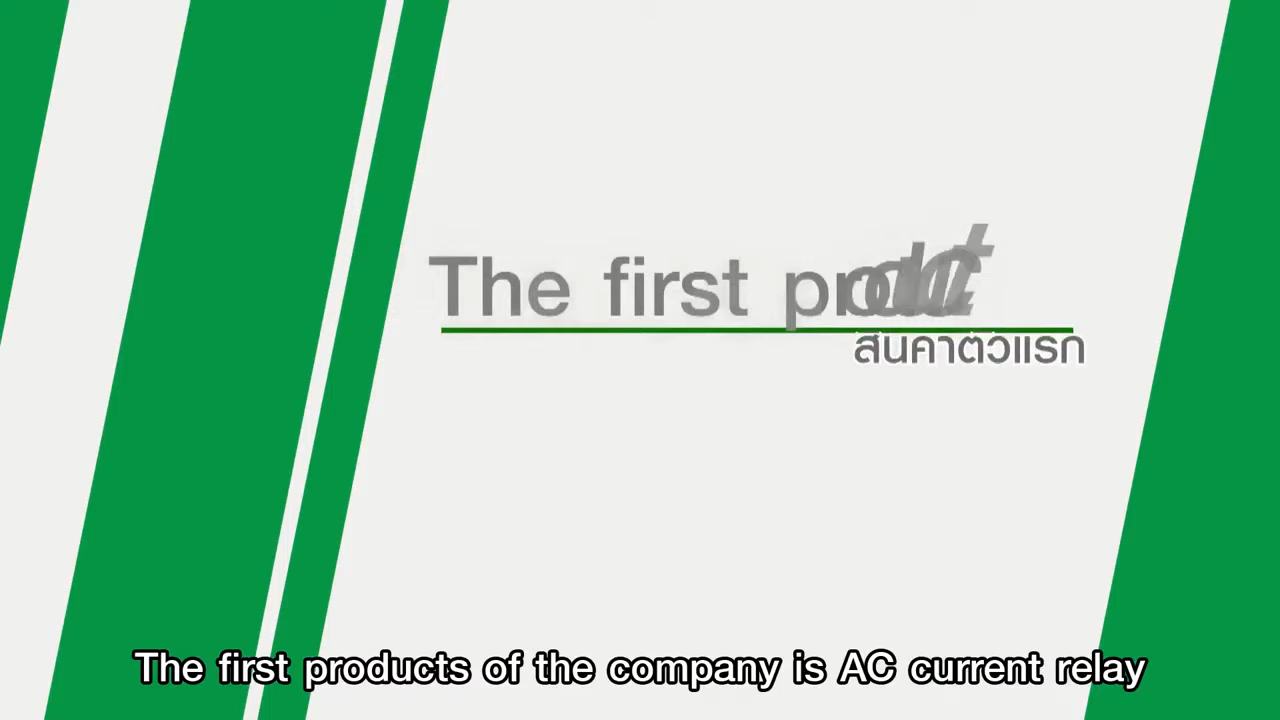 The first product
สนคาตวแรก
The first products of the company is AC current relay